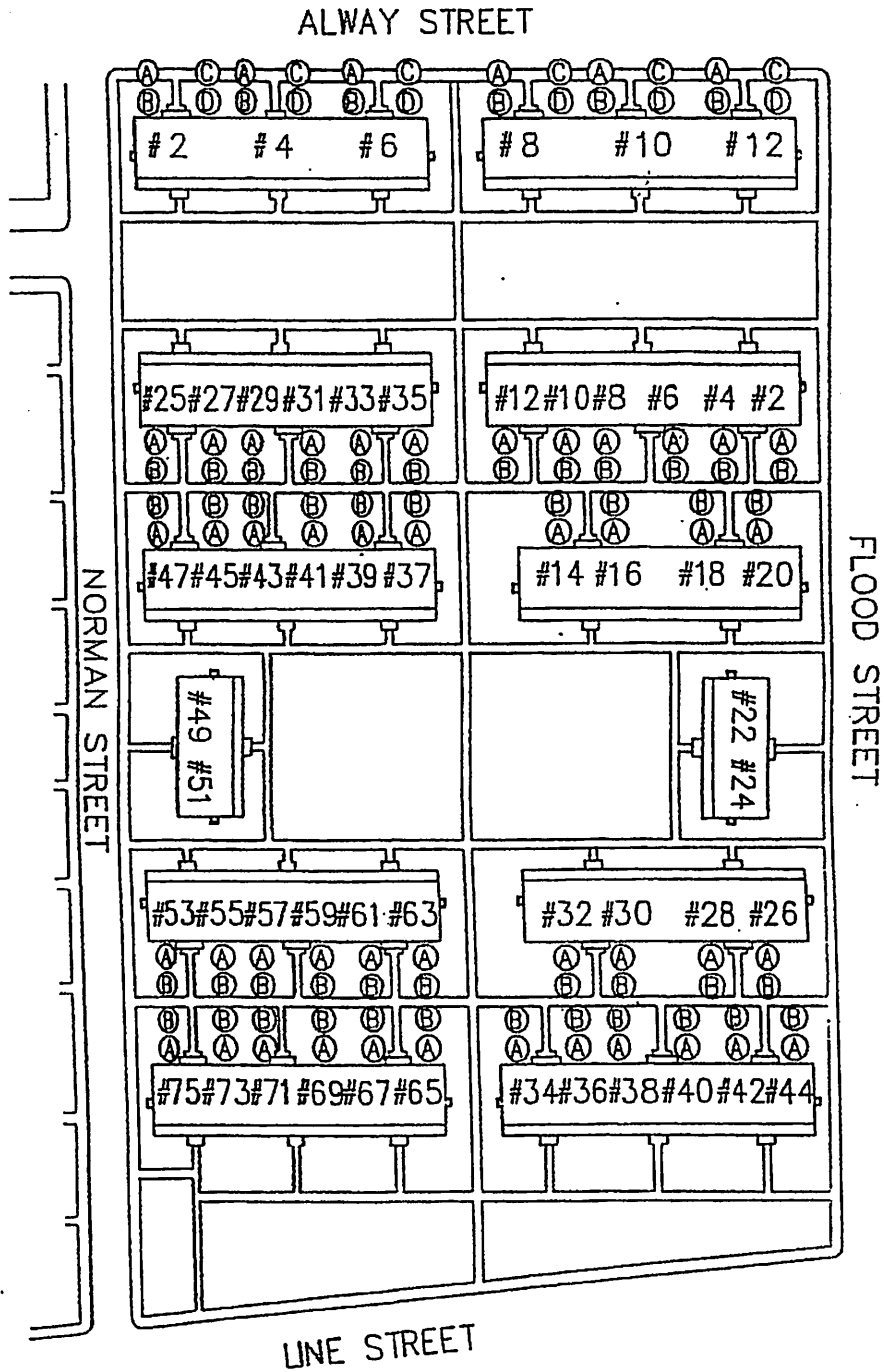 ALWAY STREET
A C A C A C A C A C A C
B D B D B D B D B D B D
#2 #4 #6 #8 #10 #12
#25 #27 #29 #31 #33 #35 #12 #10 #8 #6 #4 #2
A A A A A A A A A A A A
B B B B B B B B B B B B
B B B B B B B B B B
A A A A A A A A A A
#47 #45 #43 #41 #39 #37 #14 #16 #18 #20
NORMAN STREET
FLOOD STREET
#49 #51
#22 #24
#53 #55 #57 #59 #61 #63 #32 #30 #28 #26
A A A A A A A A A A
B B B B B B B B B B
B B B B B B B B B B B B
A A A A A A A A A A A A
#75 #73 #71 #69 #67 #65 #34 #36 #38 #40 #42 #44
LINE STREET